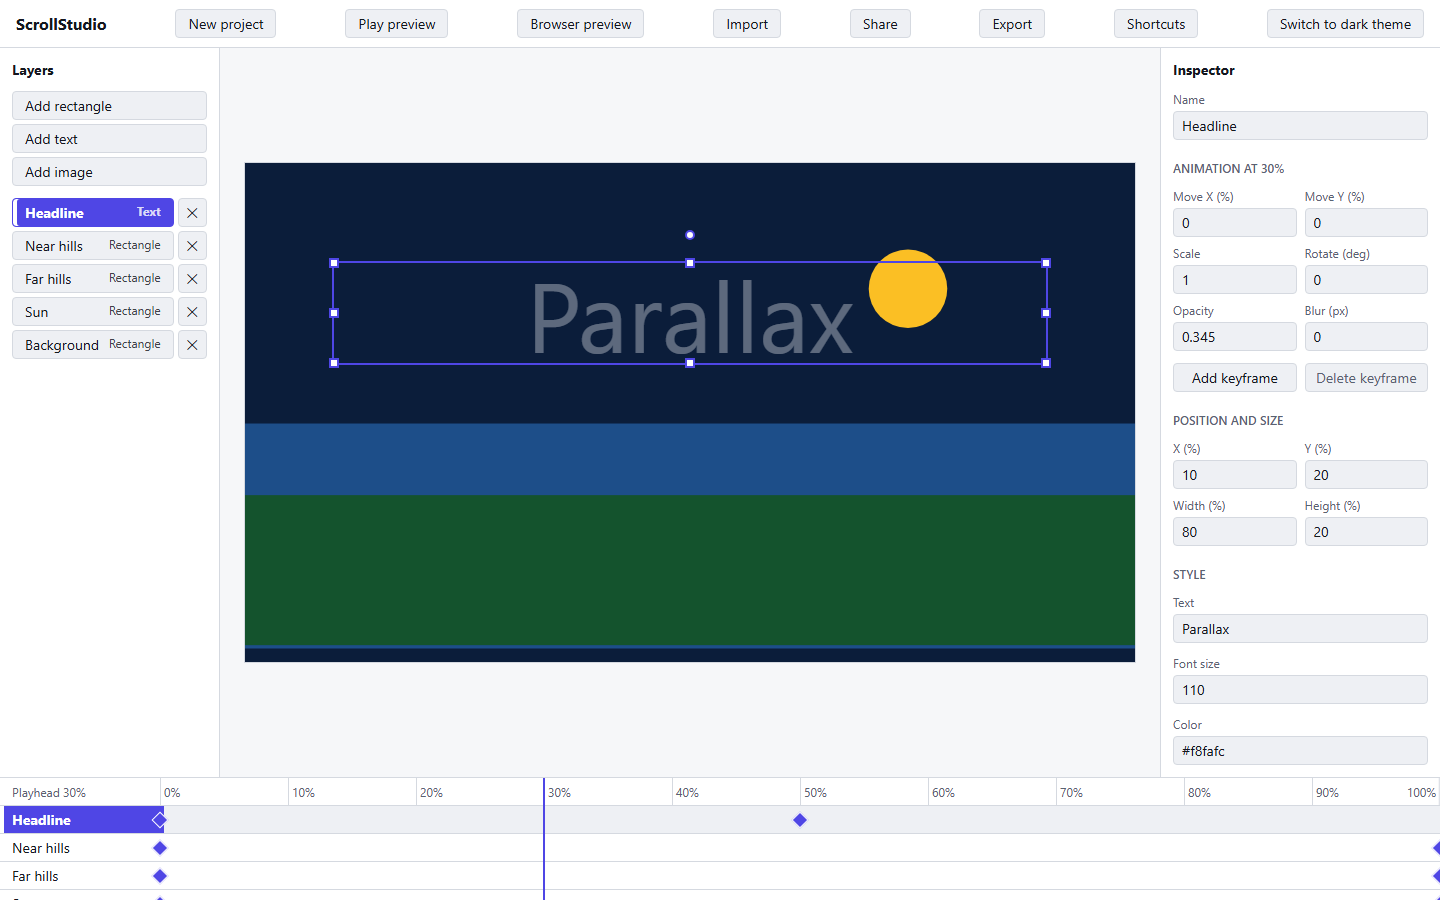 ScrollStudio New project Play preview Browser preview Import Share Export Shortcuts Switch to dark theme
Layers
Add rectangle
Add text
Add image
Headline Text
Near hills Rectangle
Far hills Rectangle
Sun Rectangle
Background Rectangle
Parallax
Inspector
Name
Headline
ANIMATION AT 30%
Move X (%) Move Y (%)
0 0
Scale Rotate (deg)
1 0
Opacity Blur (px)
0.345 0
Add keyframe Delete keyframe
POSITION AND SIZE
X (%) Y (%)
10 20
Width (%) Height (%)
80 20
STYLE
Text
Parallax
Font size
110
Color
#f8fafc
Playhead 30% 0% 10% 20% 30% 40% 50% 60% 70% 80% 90% 100%
Headline
Near hills
Far hills